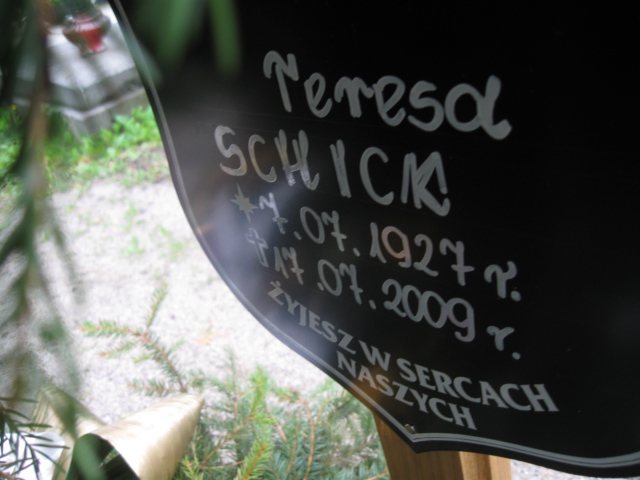 Teresa
SCHICK
* 7.07.1927 r.
✝ 17.07.2009 r.
ŻYJESZ W SERCACH
NASZYCH